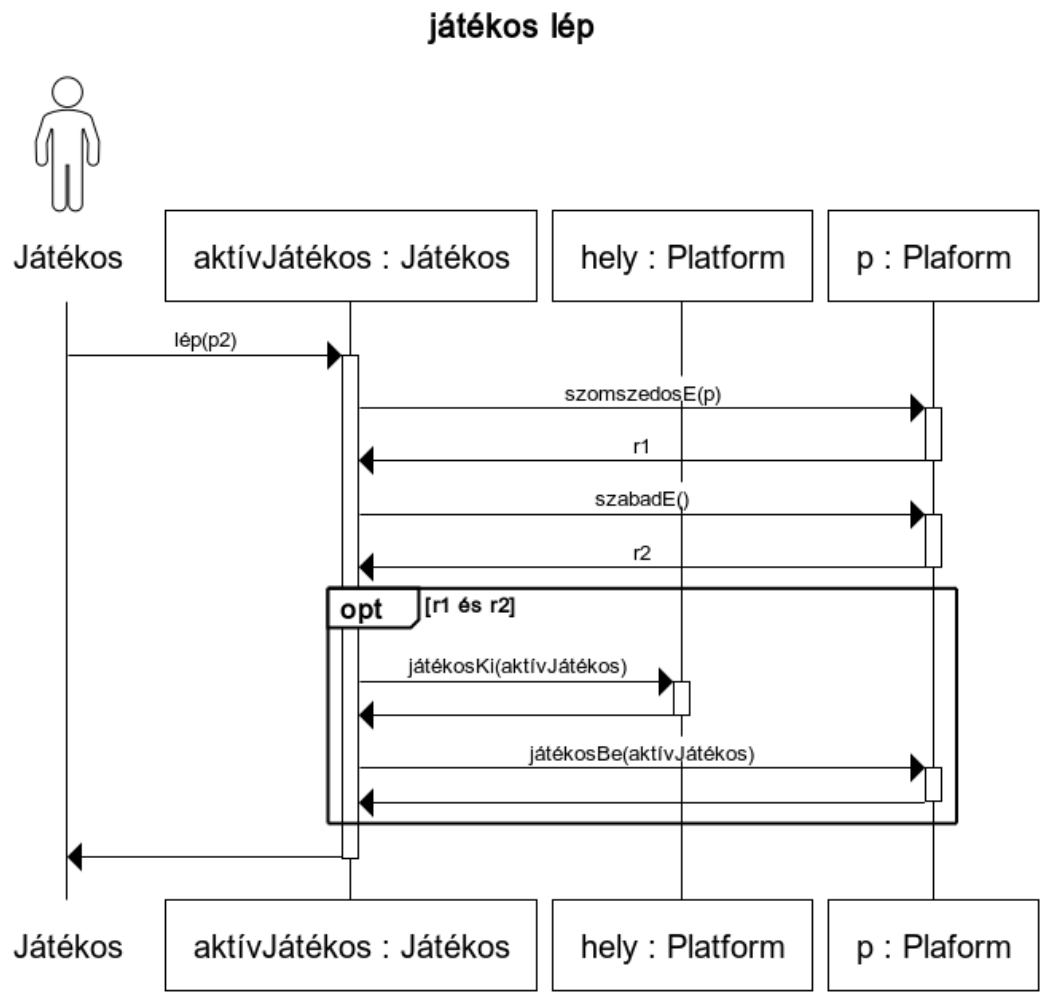 játékos lép
Játékos
aktívJátékos : Játékos
hely : Platform
p : Plaform
lép(p2)
szomszedosE(p)
r1
szabadE()
r2
opt
[r1 és r2]
játékosKi(aktívJátékos)
játékosBe(aktívJátékos)
Játékos
aktívJátékos : Játékos
hely : Platform
p : Plaform